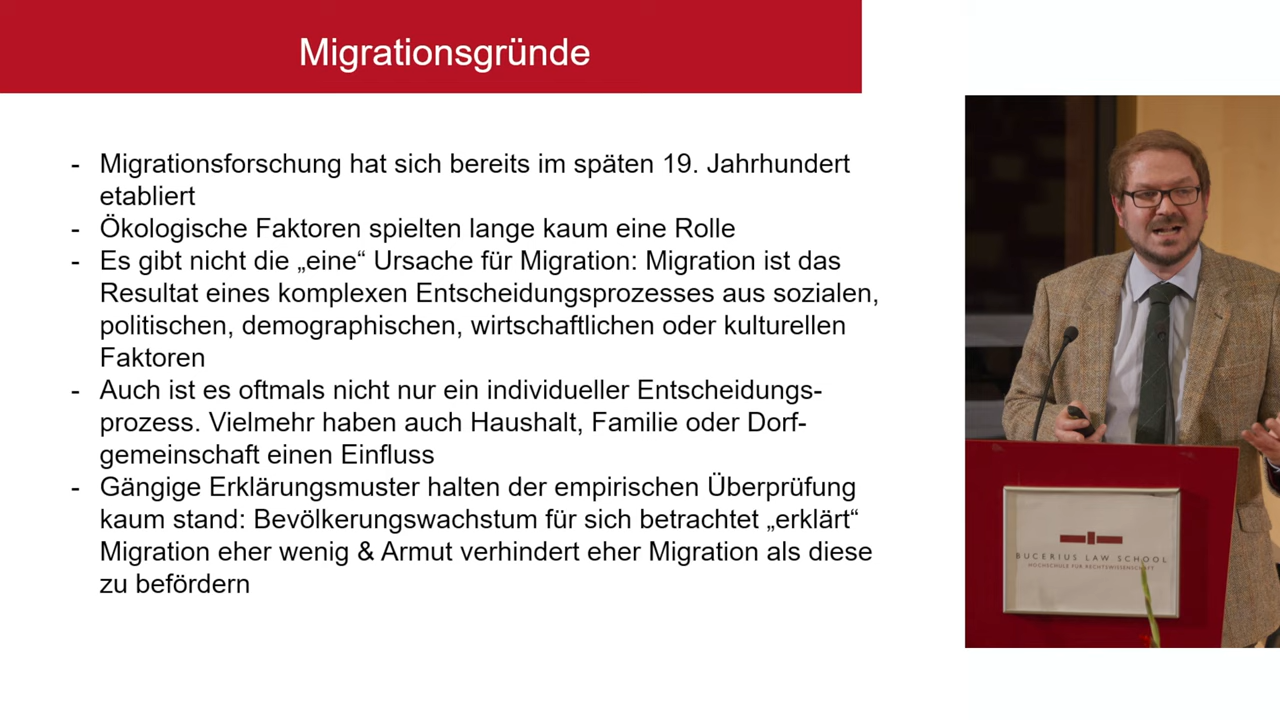 Migrationsgründe
- Migrationsforschung hat sich bereits im späten 19. Jahrhundert
etabliert
- Ökologische Faktoren spielten lange kaum eine Rolle
- Es gibt nicht die „eine“ Ursache für Migration: Migration ist das
Resultat eines komplexen Entscheidungsprozesses aus sozialen,
politischen, demographischen, wirtschaftlichen oder kulturellen
Faktoren
- Auch ist es oftmals nicht nur ein individueller Entscheidungs-
prozess. Vielmehr haben auch Haushalt, Familie oder Dorf-
gemeinschaft einen Einfluss
- Gängige Erklärungsmuster halten der empirischen Überprüfung
kaum stand: Bevölkerungswachstum für sich betrachtet „erklärt“
Migration eher wenig & Armut verhindert eher Migration als diese
zu befördern
BUCERIUS LAW SCHOOL
HOCHSCHULE FÜR RECHTSWISSENSCHAFT